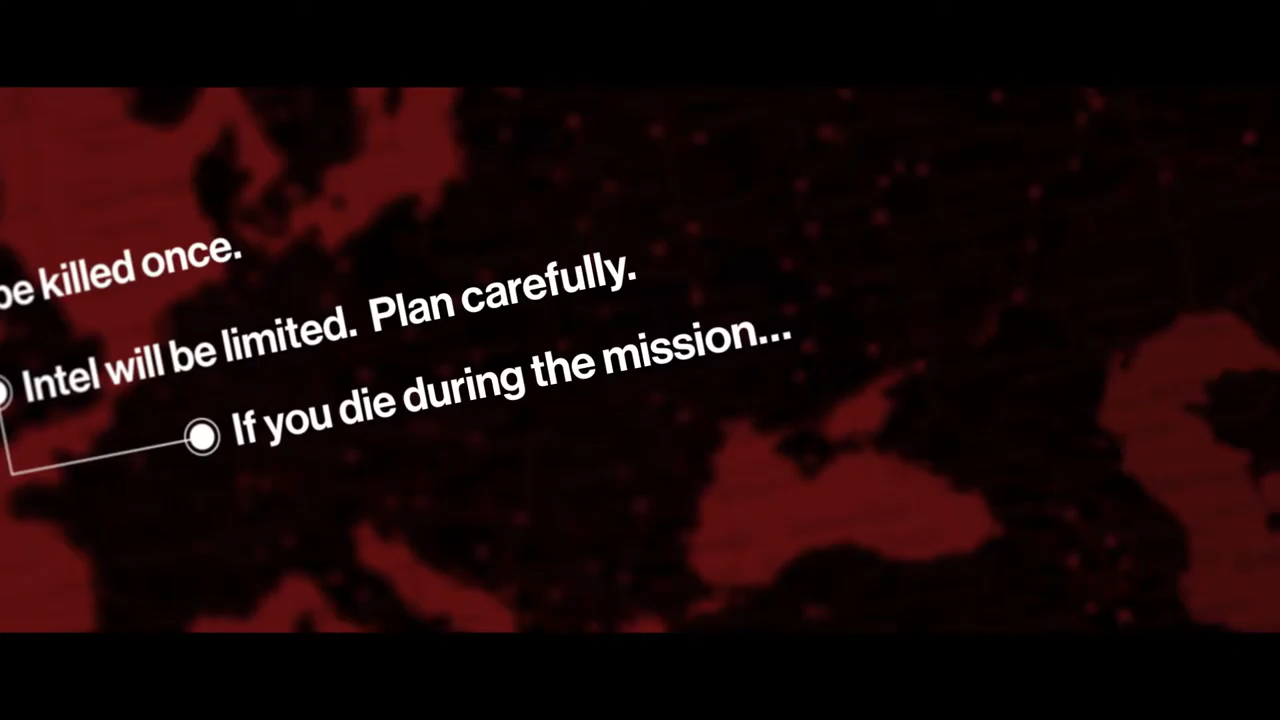 be killed once.
Intel will be limited. Plan carefully.
If you die during the mission...